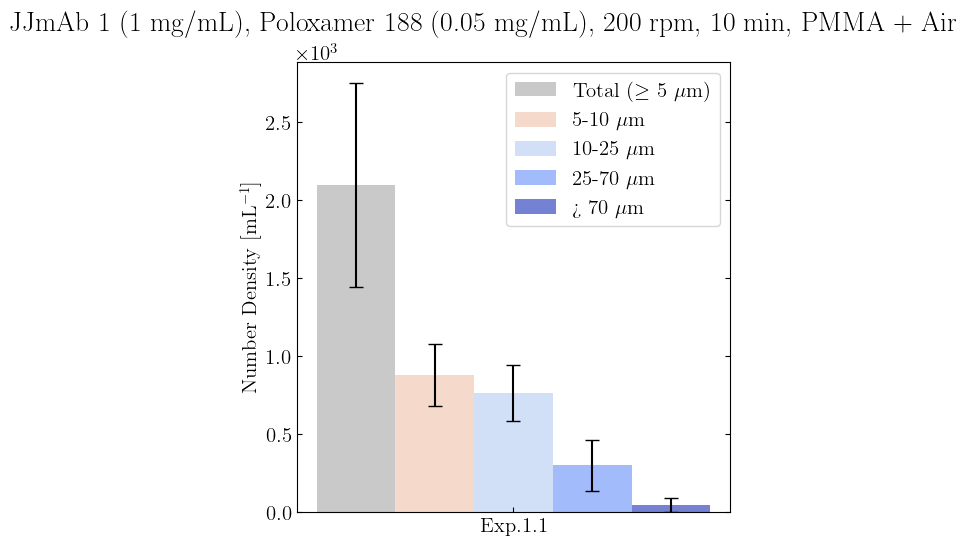 JJmAb 1 (1 mg/mL), Poloxamer 188 (0.05 mg/mL), 200 rpm, 10 min, PMMA + Air
×10³
Total (≥ 5 μm)
5-10 μm
10-25 μm
25-70 μm
¿ 70 μm
Number Density [mL⁻¹]
2.5
2.0
1.5
1.0
0.5
0.0
Exp.1.1